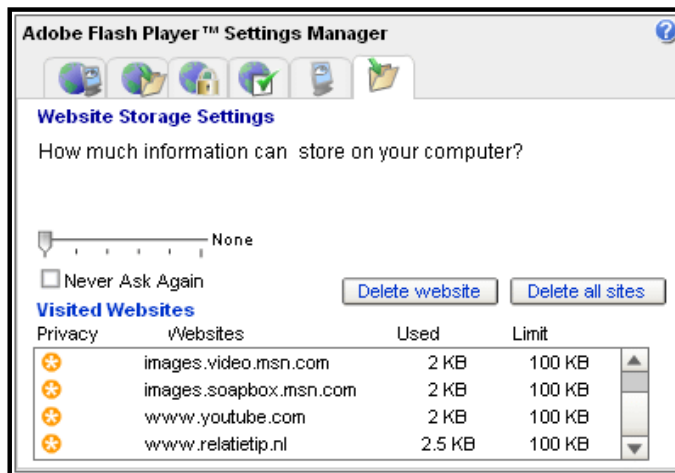 Adobe Flash Player™ Settings Manager
Website Storage Settings
How much information can store on your computer?
None
Never Ask Again
Delete website Delete all sites
Visited Websites
Privacy Websites Used Limit
images.video.msn.com 2 KB 100 KB
images.soapbox.msn.com 2 KB 100 KB
www.youtube.com 2 KB 100 KB
www.relatietip.nl 2.5 KB 100 KB